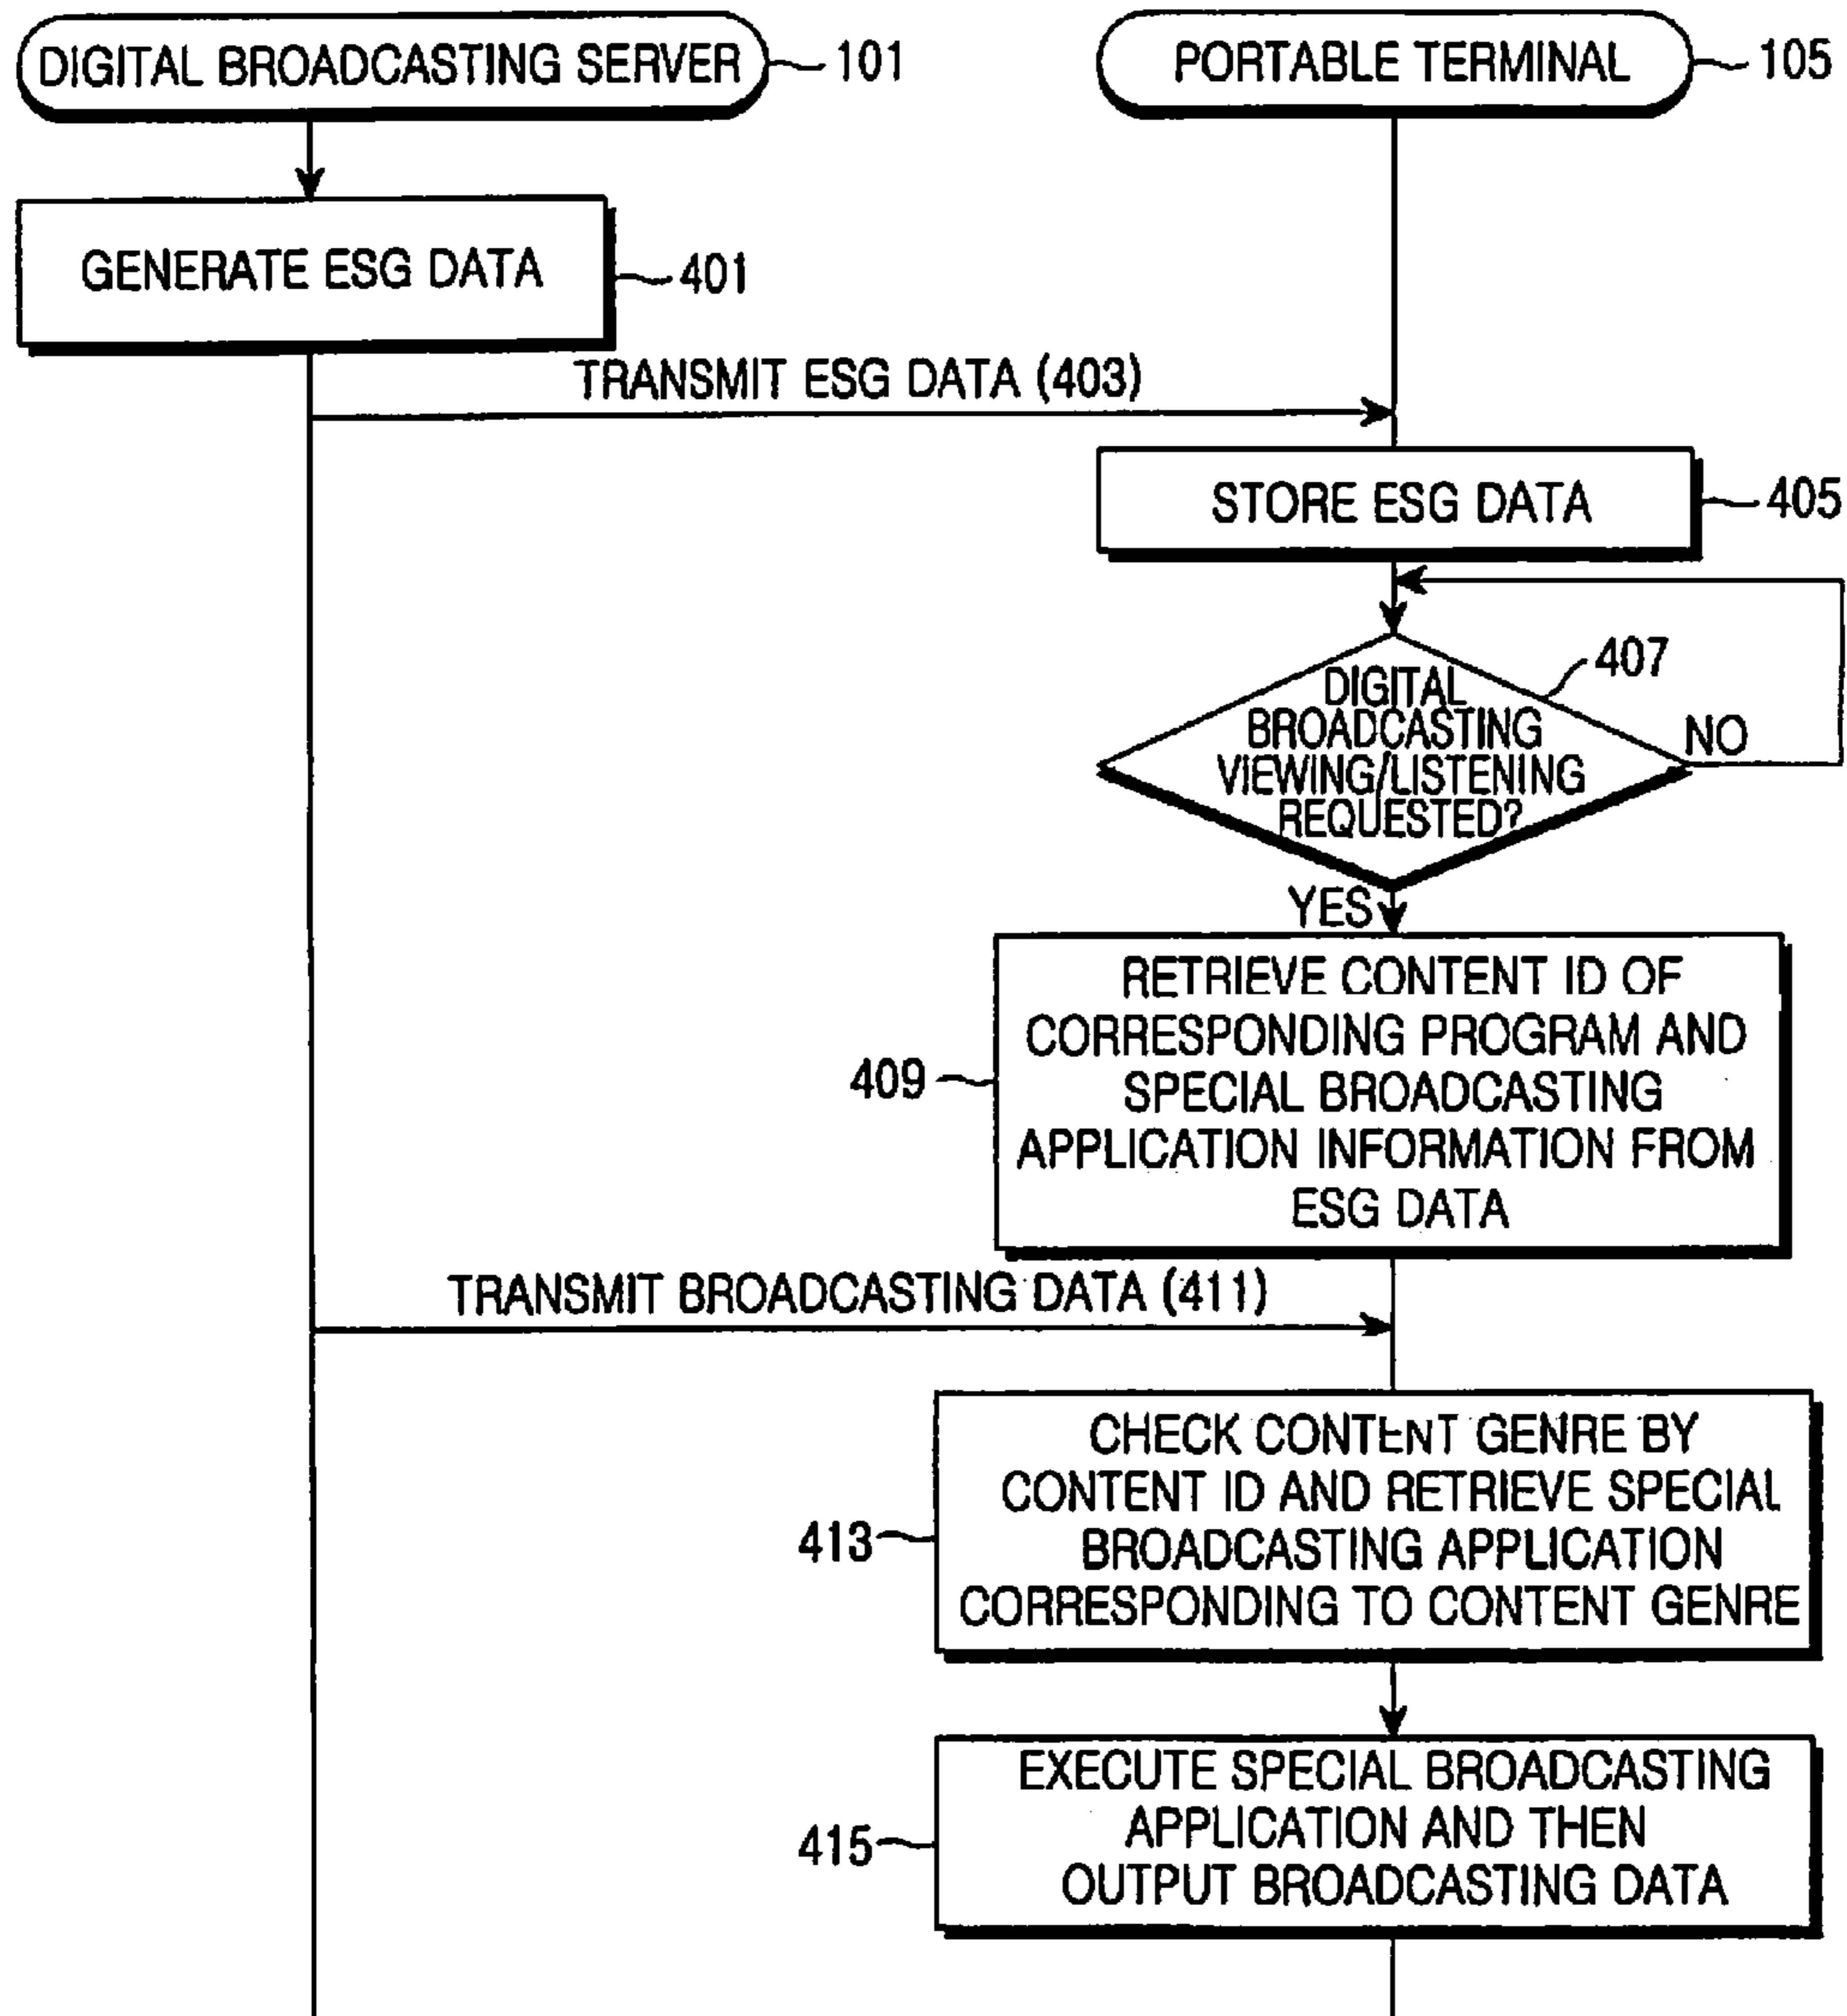 DIGITAL BROADCASTING SERVER
101
PORTABLE TERMINAL
105
GENERATE ESG DATA
401
TRANSMIT ESG DATA (403)
STORE ESG DATA
405
407
DIGITAL
BROADCASTING
VIEWING/LISTENING
REQUESTED?
NO
YES
RETRIEVE CONTENT ID OF
CORRESPONDING PROGRAM AND
SPECIAL BROADCASTING
APPLICATION INFORMATION FROM
ESG DATA
409
TRANSMIT BROADCASTING DATA (411)
CHECK CONTENT GENRE BY
CONTENT ID AND RETRIEVE SPECIAL
BROADCASTING APPLICATION
CORRESPONDING TO CONTENT GENRE
413
EXECUTE SPECIAL BROADCASTING
APPLICATION AND THEN
OUTPUT BROADCASTING DATA
415